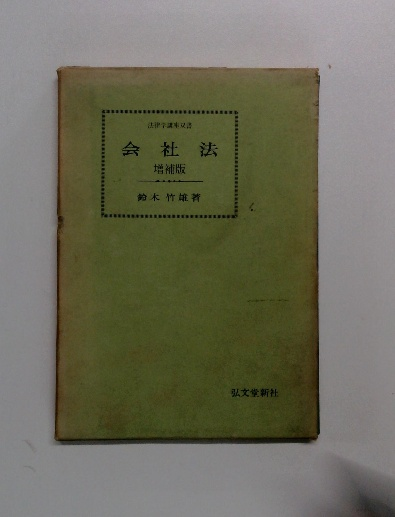 法律学講座双書
会社法
増補版
鈴木竹雄著
弘文堂新社